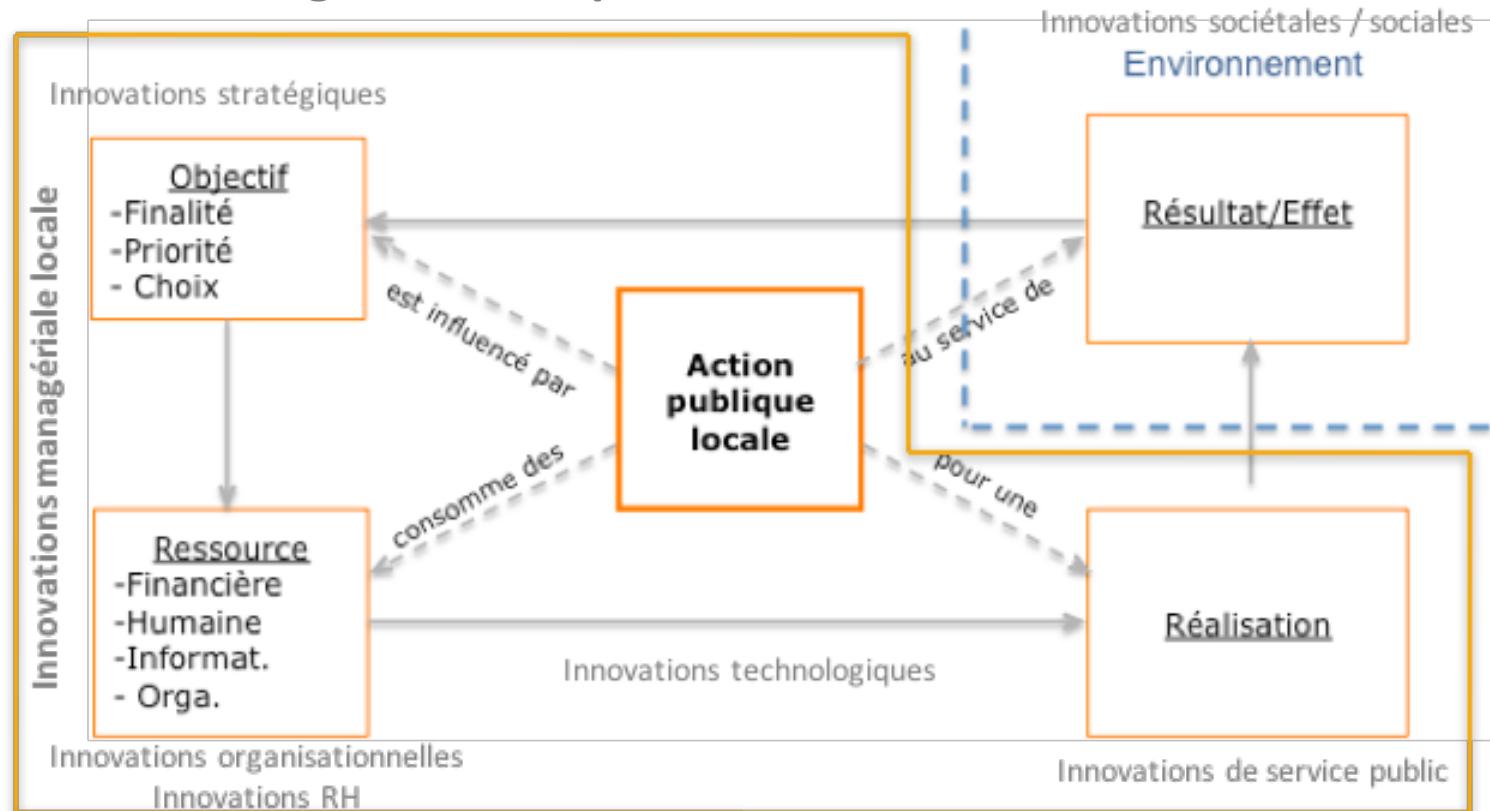 Innovations sociétales / sociales
Environnement
Innovations stratégiques
Innovations managériale locale
Objectif
-Finalité
-Priorité
- Choix
Résultat/Effet
est influencé par
au service de
Action
publique
locale
consomme des
pour une
Ressource
-Financière
-Humaine
-Informat.
- Orga.
Réalisation
Innovations technologiques
Innovations organisationnelles
Innovations RH
Innovations de service public